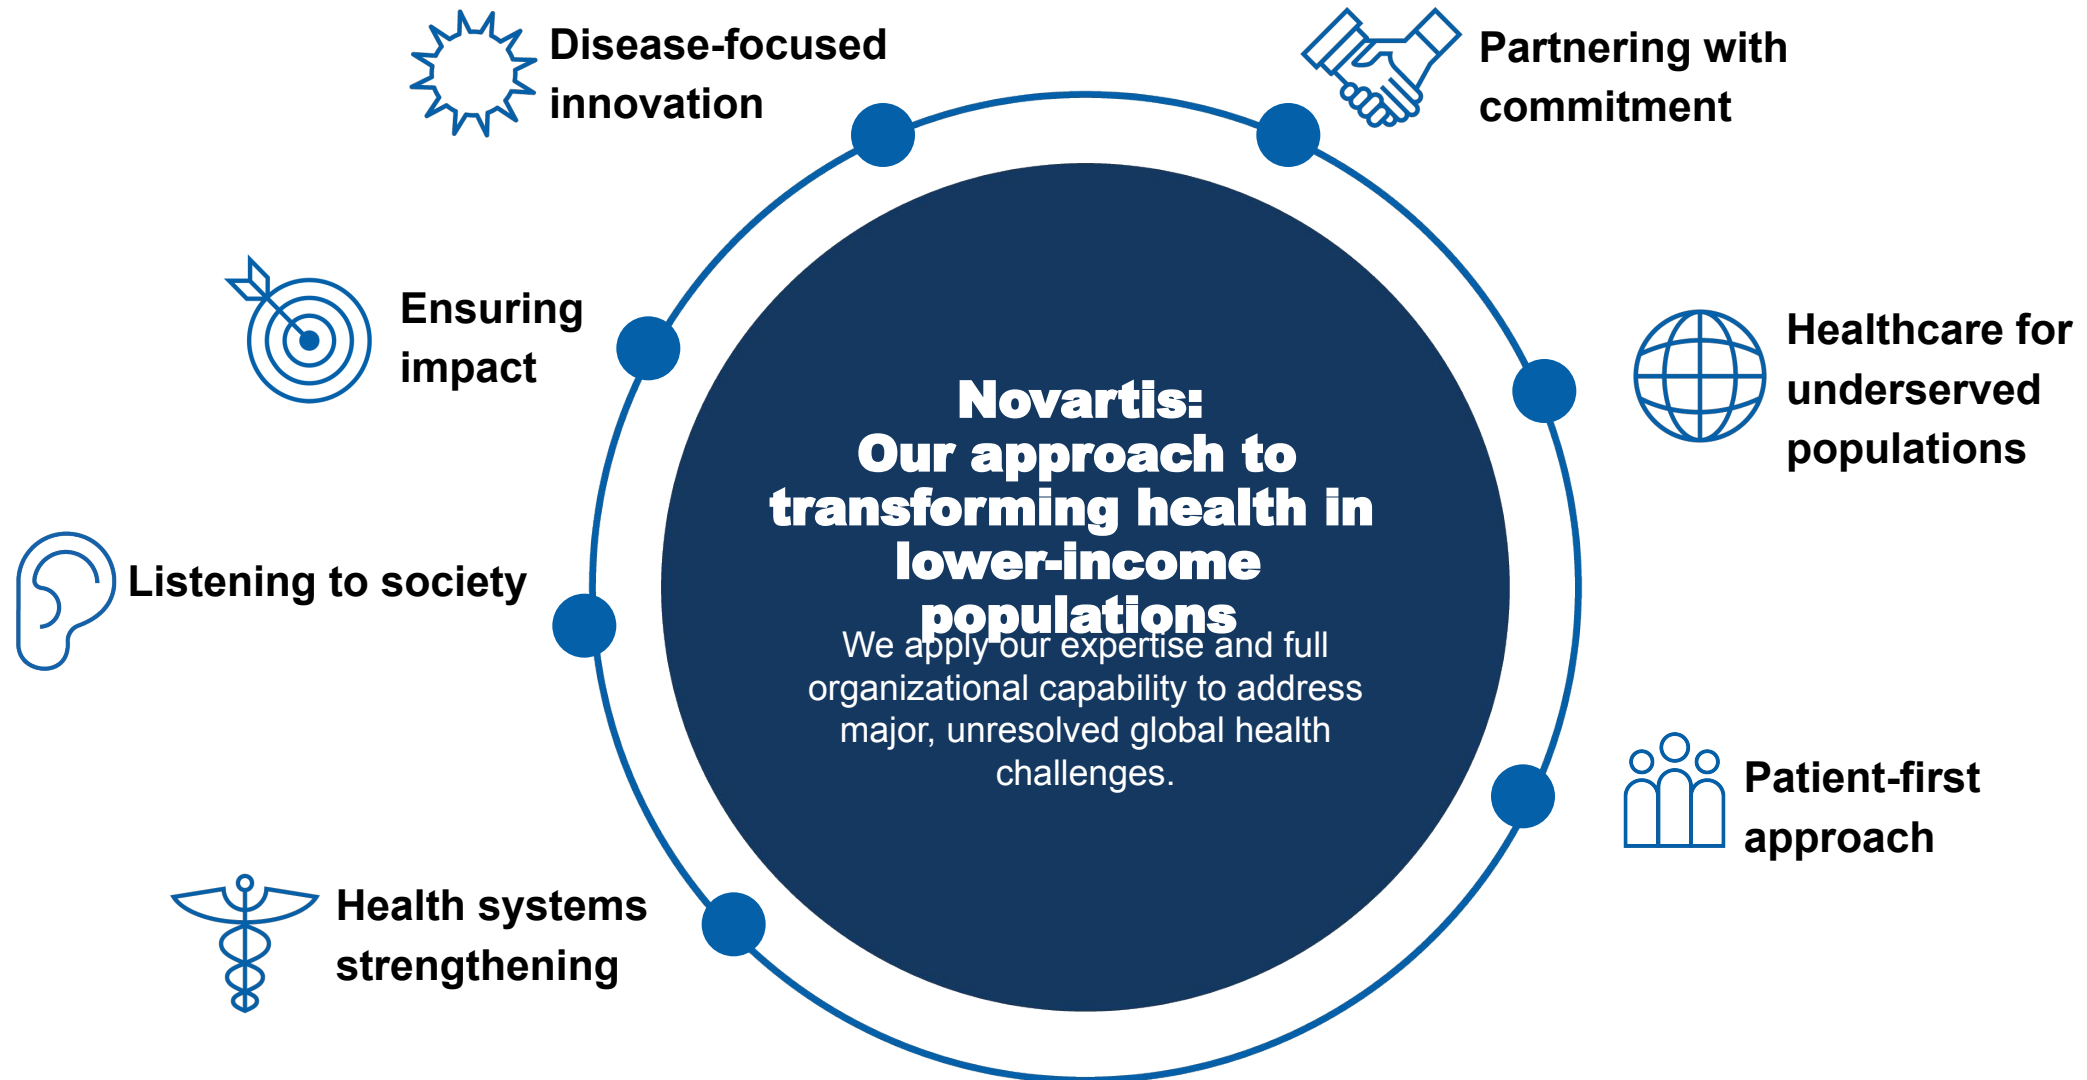 Disease-focused
innovation
Partnering with
commitment
Ensuring
impact
Healthcare for
underserved
populations
Novartis:
Our approach to
transforming health in
lower-income
populations
We apply our expertise and full
organizational capability to address
major, unresolved global health
challenges.
Listening to society
Patient-first
approach
Health systems
strengthening